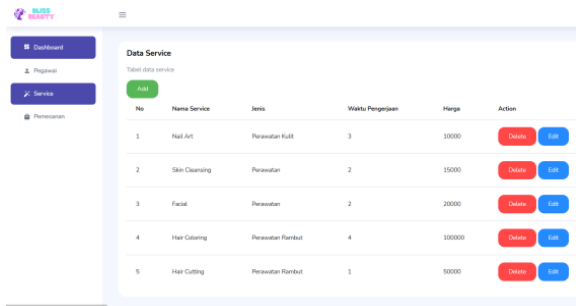 BLISS
BEAUTY
Dashboard
Pegawai
Service
Pemesanan
Data Service
Tabel data service
Add
No Nama Service Jenis Waktu Pengerjaan Harga Action
1 Nail Art Perawatan Kulit 3 10000 Delete Edit
2 Skin Cleansing Perawatan 2 15000 Delete Edit
3 Facial Perawatan 2 20000 Delete Edit
4 Hair Coloring Perawatan Rambut 4 100000 Delete Edit
5 Hair Cutting Perawatan Rambut 1 50000 Delete Edit